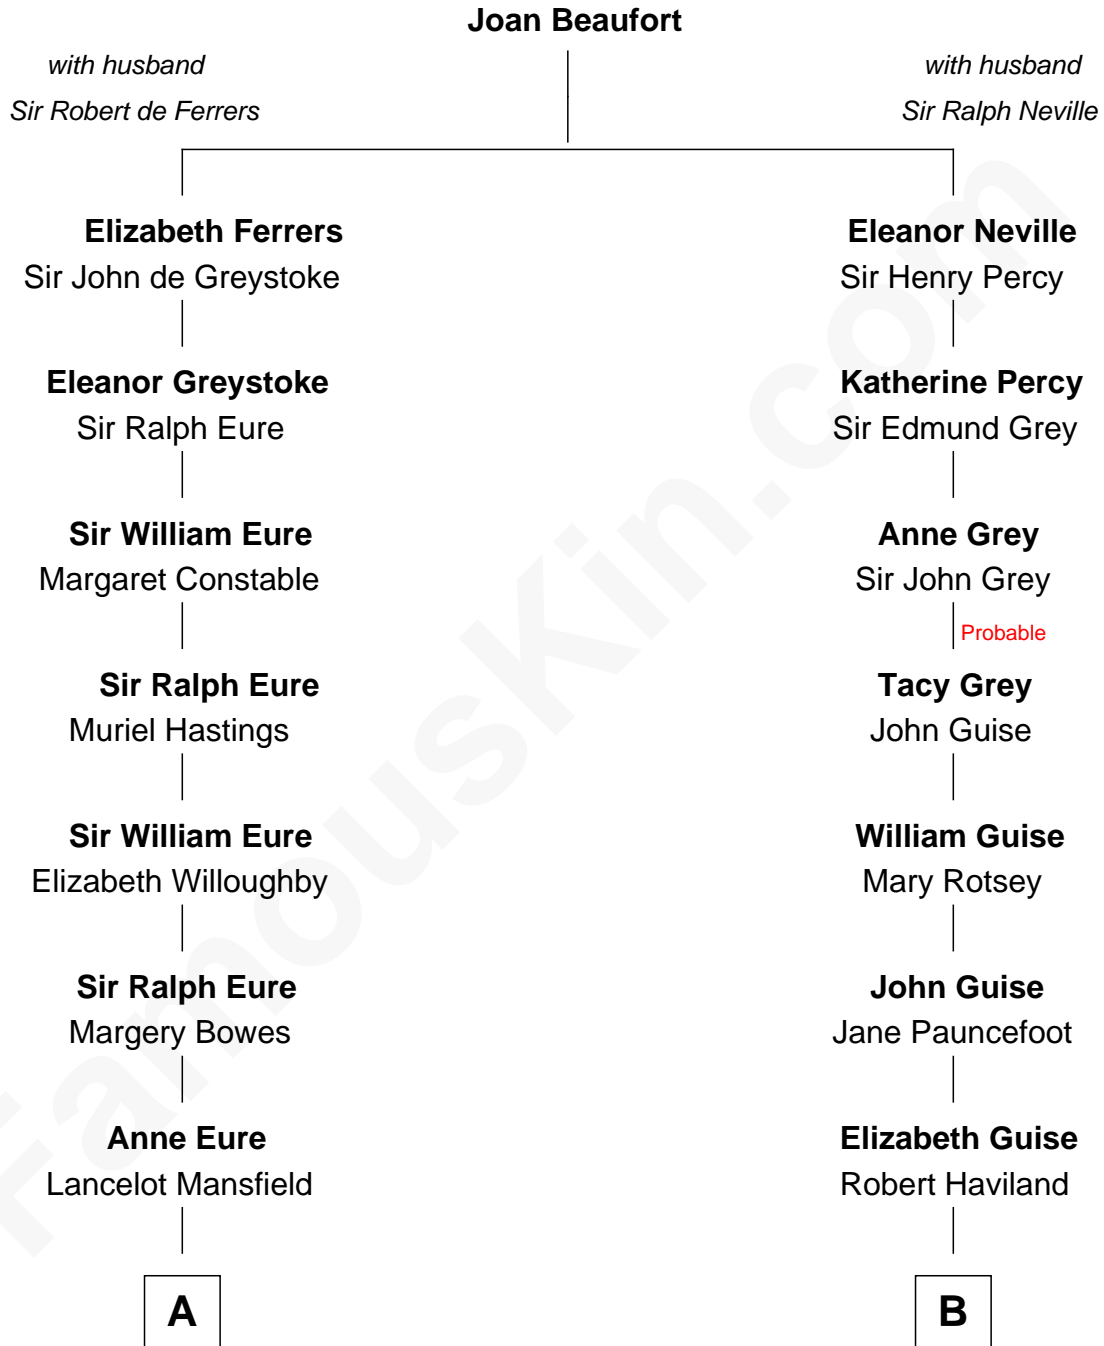 Joan Beaufort
with husband
Sir Robert de Ferrers
with husband
Sir Ralph Neville
Elizabeth Ferrers
Sir John de Greystoke
Eleanor Greystoke
Sir Ralph Eure
Sir William Eure
Margaret Constable
Sir Ralph Eure
Muriel Hastings
Sir William Eure
Elizabeth Willoughby
Sir Ralph Eure
Margery Bowes
Anne Eure
Lancelot Mansfield
A
Eleanor Neville
Sir Henry Percy
Katherine Percy
Sir Edmund Grey
Anne Grey
Sir John Grey
Probable
Tacy Grey
John Guise
William Guise
Mary Rotsey
John Guise
Jane Pauncefoot
Elizabeth Guise
Robert Haviland
B
FamousKin.com